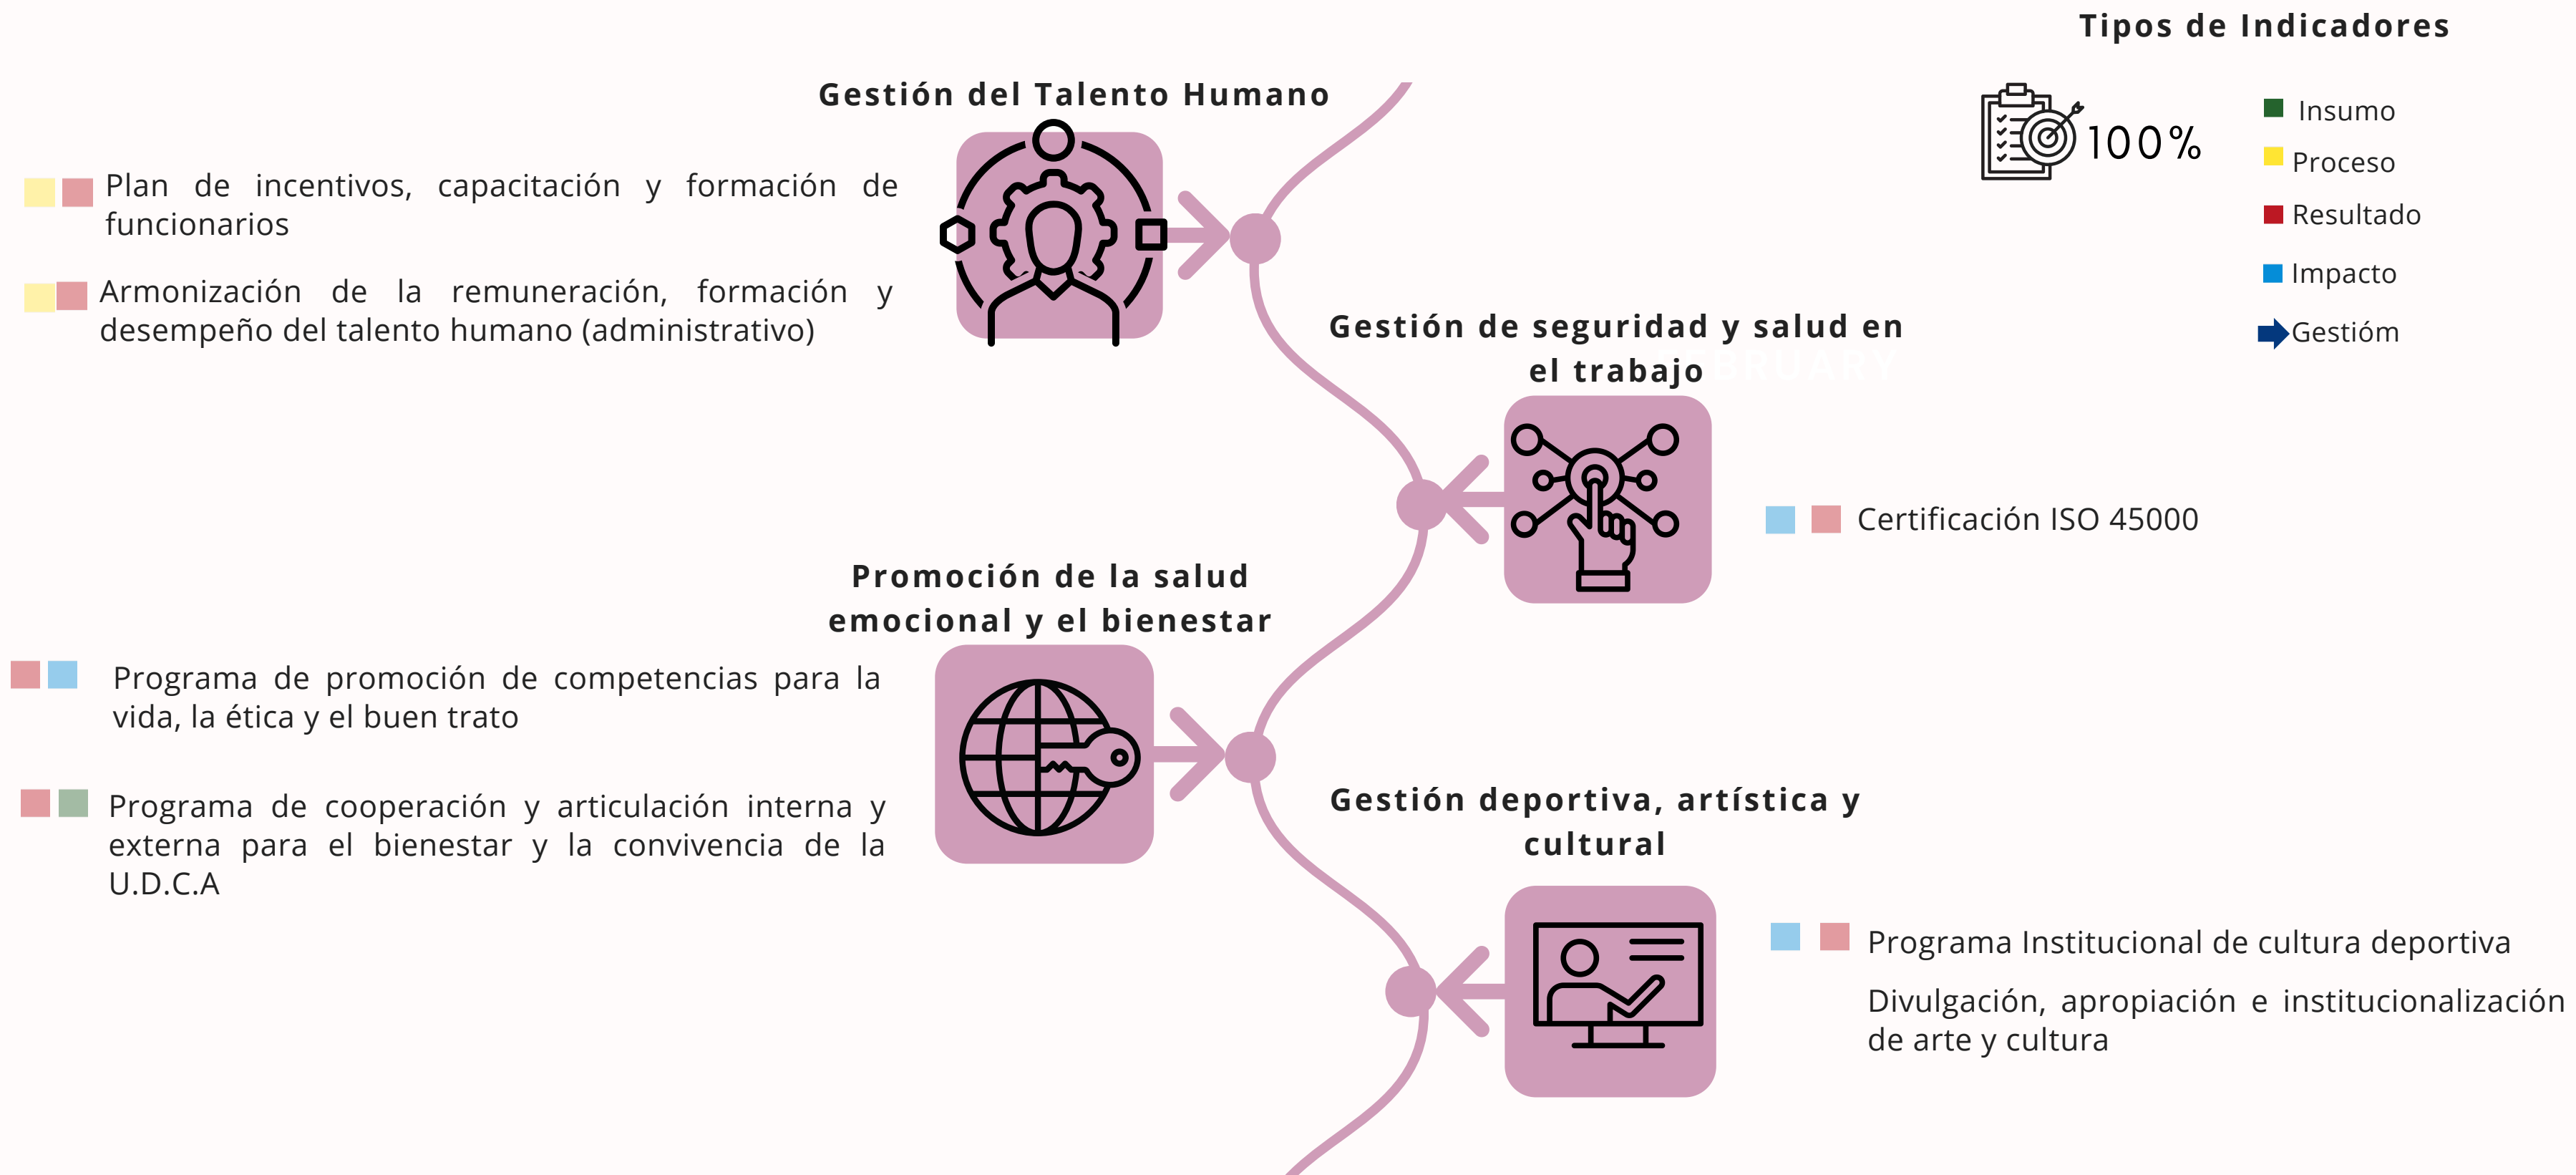 Tipos de Indicadores
100%
Insumo
Proceso
Resultado
Impacto
Gestióm
Gestión del Talento Humano
Plan de incentivos, capacitación y formación de
funcionarios
Armonización de la remuneración, formación y
desempeño del talento humano (administrativo)
Gestión de seguridad y salud en
el trabajo
Certificación ISO 45000
Promoción de la salud
emocional y el bienestar
Programa de promoción de competencias para la
vida, la ética y el buen trato
Programa de cooperación y articulación interna y
externa para el bienestar y la convivencia de la
U.D.C.A
Gestión deportiva, artística y
cultural
Programa Institucional de cultura deportiva
Divulgación, apropiación e institucionalización
de arte y cultura